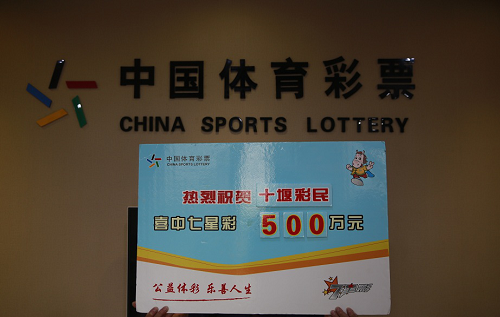 中国体育彩票
CHINA SPORTS LOTTERY
中国体育彩票
CHINA SPORTS LOTTERY
热烈祝贺 十堰彩民
喜中七星彩 500万元
公益体彩 乐善人生